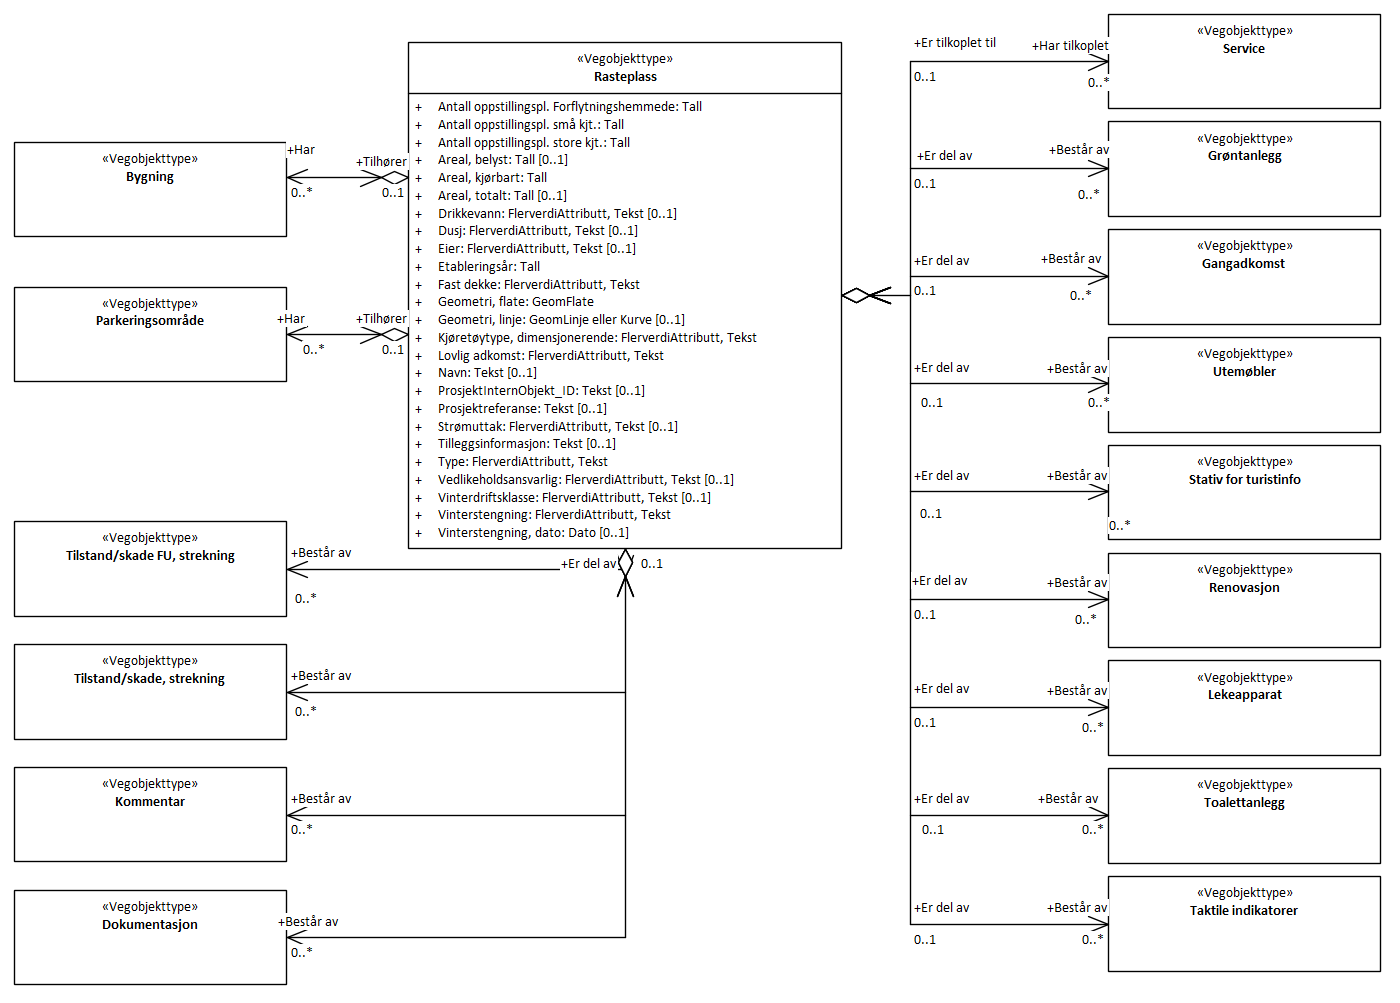 «Vegobjekttype»
Rasteplass
+ Antall oppstillingspl. Forflytningshemmede: Tall
+ Antall oppstillingspl. små kjt.: Tall
+ Antall oppstillingspl. store kjt.: Tall
+ Areal, belyst: Tall [0..1]
+ Areal, kjørbart: Tall
+ Areal, totalt: Tall [0..1]
+ Drikkevann: FlerverdiAttributt, Tekst [0..1]
+ Dusj: FlerverdiAttributt, Tekst [0..1]
+ Eier: FlerverdiAttributt, Tekst [0..1]
+ Etableringsår: Tall
+ Fast dekke: FlerverdiAttributt, Tekst
+ Geometri, flate: GeomFlate
+ Geometri, linje: GeomLinje eller Kurve [0..1]
+ Kjøretøytype, dimensjonerende: FlerverdiAttributt, Tekst
+ Lovlig adkomst: FlerverdiAttributt, Tekst
+ Navn: Tekst [0..1]
+ ProsjektInternObjekt_ID: Tekst [0..1]
+ Prosjektreferanse: Tekst [0..1]
+ Strømuttak: FlerverdiAttributt, Tekst [0..1]
+ Tilleggsinformasjon: Tekst [0..1]
+ Type: FlerverdiAttributt, Tekst
+ Vedlikeholdsansvarlig: FlerverdiAttributt, Tekst [0..1]
+ Vinterdriftsklasse: FlerverdiAttributt, Tekst [0..1]
+ Vinterstengning: FlerverdiAttributt, Tekst
+ Vinterstengning, dato: Dato [0..1]
«Vegobjekttype»
Bygning
+Har
0..*
+Tilhører
0..1
«Vegobjekttype»
Parkeringsområde
+Har
0..*
+Tilhører
0..1
«Vegobjekttype»
Tilstand/skade FU, strekning
+Består av
0..*
+Er del av
0..1
«Vegobjekttype»
Tilstand/skade, strekning
+Består av
0..*
«Vegobjekttype»
Kommentar
+Består av
0..*
«Vegobjekttype»
Dokumentasjon
+Består av
0..*
+Er tilkoplet til
0..1
+Har tilkoplet
0..*
«Vegobjekttype»
Service
+Er del av
0..1
+Består av
0..*
«Vegobjekttype»
Grøntanlegg
+Er del av
0..1
+Består av
0..*
«Vegobjekttype»
Gangadkomst
+Er del av
0..1
+Består av
0..*
«Vegobjekttype»
Utemøbler
+Er del av
0..1
+Består av
0..*
«Vegobjekttype»
Stativ for turistinfo
+Er del av
0..1
+Består av
0..*
«Vegobjekttype»
Renovasjon
+Er del av
0..1
+Består av
0..*
«Vegobjekttype»
Lekeapparat
+Er del av
0..1
+Består av
0..*
«Vegobjekttype»
Toalettanlegg
+Er del av
0..1
+Består av
0..*
«Vegobjekttype»
Taktile indikatorer